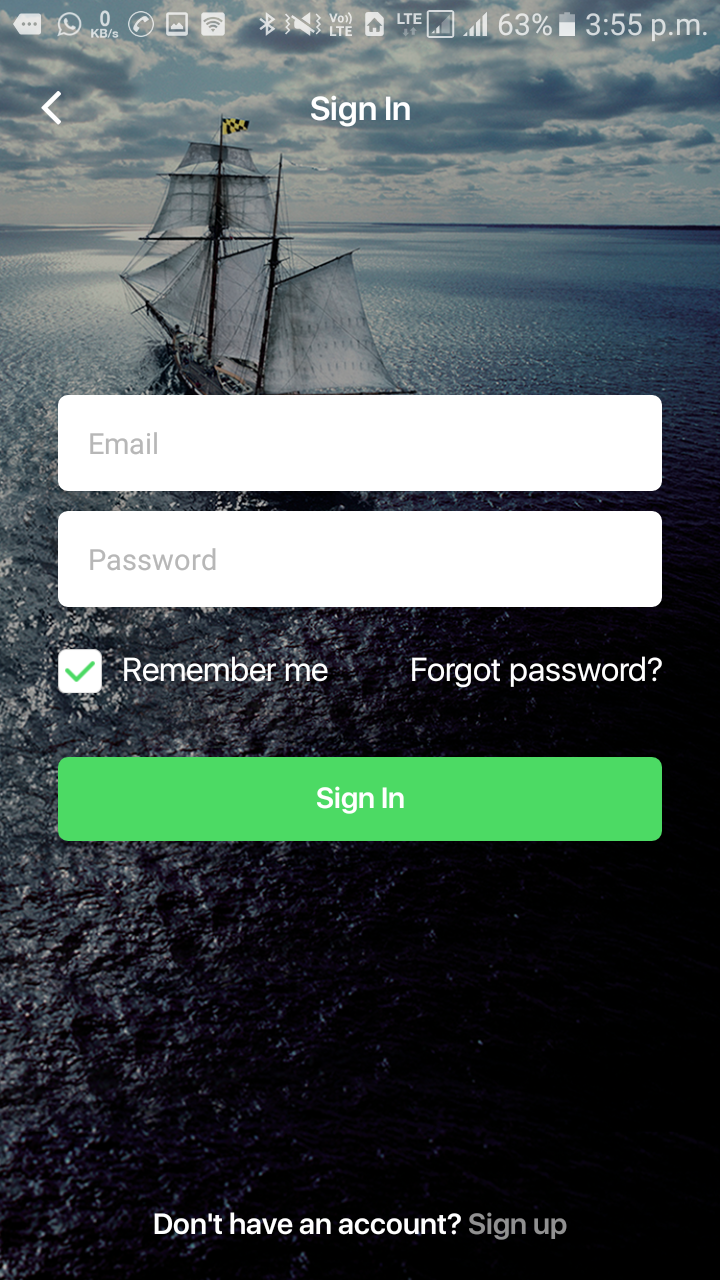 0 KB/s Vo)) LTE LTE 63% 3:55 p.m.
Sign In
Email
Password
Remember me Forgot password?
Sign In
Don't have an account? Sign up